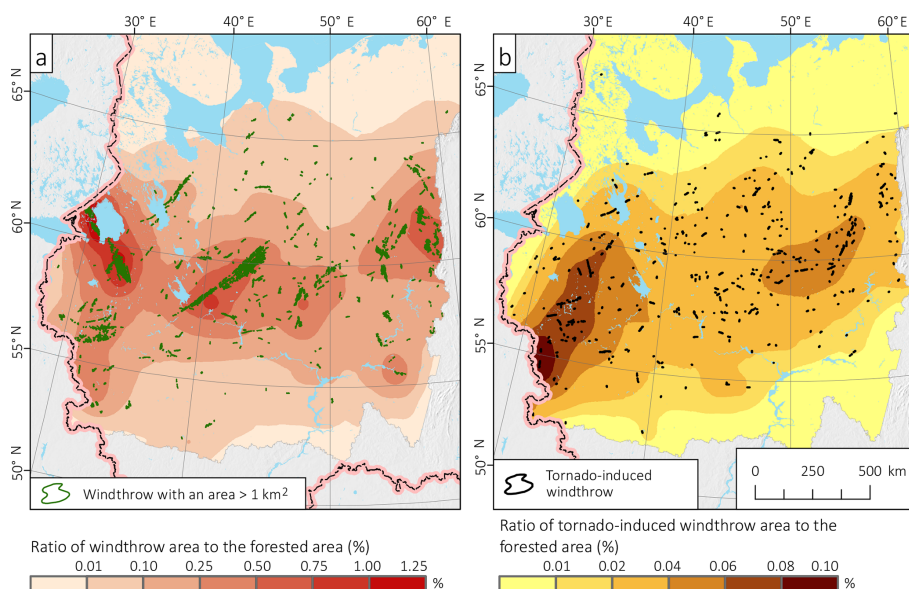 30° E 40° E 50° E 60° E
30° E 40° E 50° E 60° E
a
b
65° N
60° N
55° N
50° N
65° N
60° N
55° N
50° N
Windthrow with an area > 1 km²
Tornado-induced
windthrow
0 250 500 km
Ratio of windthrow area to the forested area (%)
0.01 0.10 0.25 0.50 0.75 1.00 1.25 %
Ratio of tornado-induced windthrow area to the
forested area (%)
0.01 0.02 0.04 0.06 0.08 0.10 %